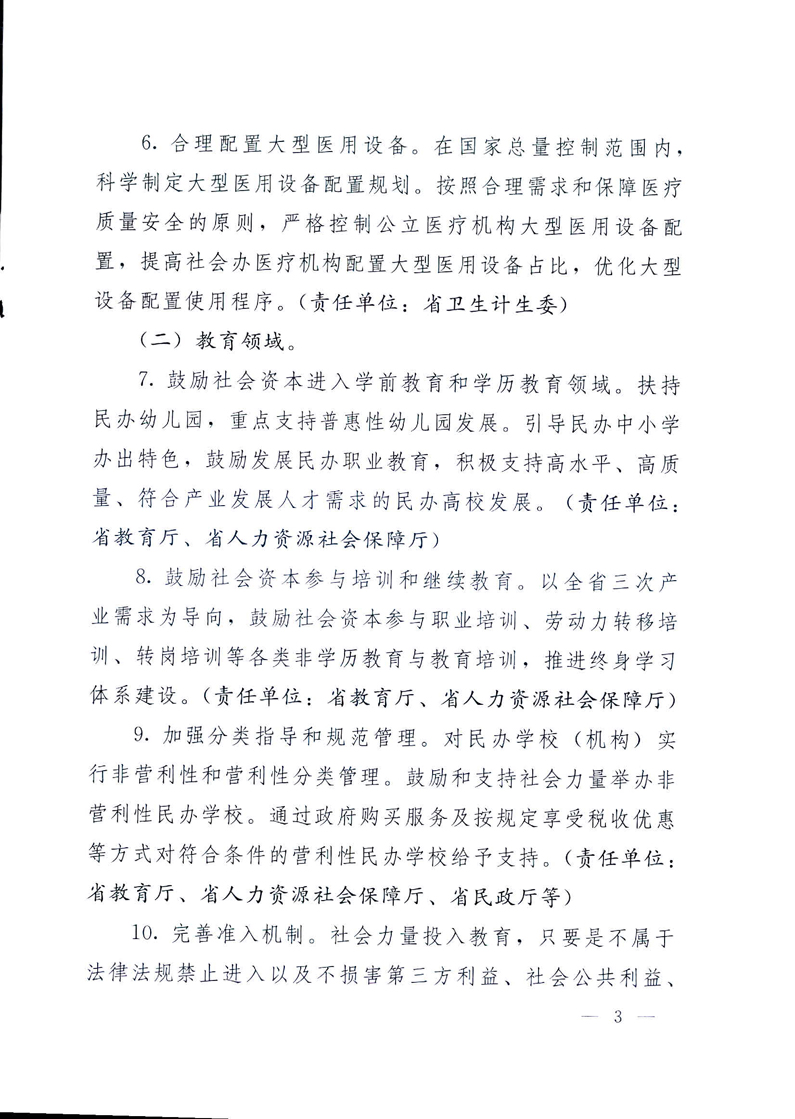 6. 合理配置大型医用设备。在国家总量控制范围内，
科学制定大型医用设备配置规划。按照合理需求和保障医疗
质量安全的原则，严格控制公立医疗机构大型医用设备配
置，提高社会办医疗机构配置大型医用设备占比，优化大型
设备配置使用程序。（责任单位：省卫生计生委）
（二）教育领域。
7. 鼓励社会资本进入学前教育和学历教育领域。扶持
民办幼儿园，重点支持普惠性幼儿园发展。引导民办中小学
办出特色，鼓励发展民办职业教育，积极支持高水平、高质
量、符合产业发展人才需求的民办高校发展。（责任单位：
省教育厅、省人力资源社会保障厅）
8. 鼓励社会资本参与培训和继续教育。以全省三次产
业需求为导向，鼓励社会资本参与职业培训、劳动力转移培
训、转岗培训等各类非学历教育与教育培训，推进终身学习
体系建设。（责任单位：省教育厅、省人力资源社会保障厅）
9. 加强分类指导和规范管理。对民办学校（机构）实
行非营利性和营利性分类管理。鼓励和支持社会力量举办非
营利性民办学校。通过政府购买服务及按规定享受税收优惠
等方式对符合条件的营利性民办学校给予支持。（责任单位：
省教育厅、省人力资源社会保障厅、省民政厅等）
10. 完善准入机制。社会力量投入教育，只要是不属于
法律法规禁止进入以及不损害第三方利益、社会公共利益、
— 3 —